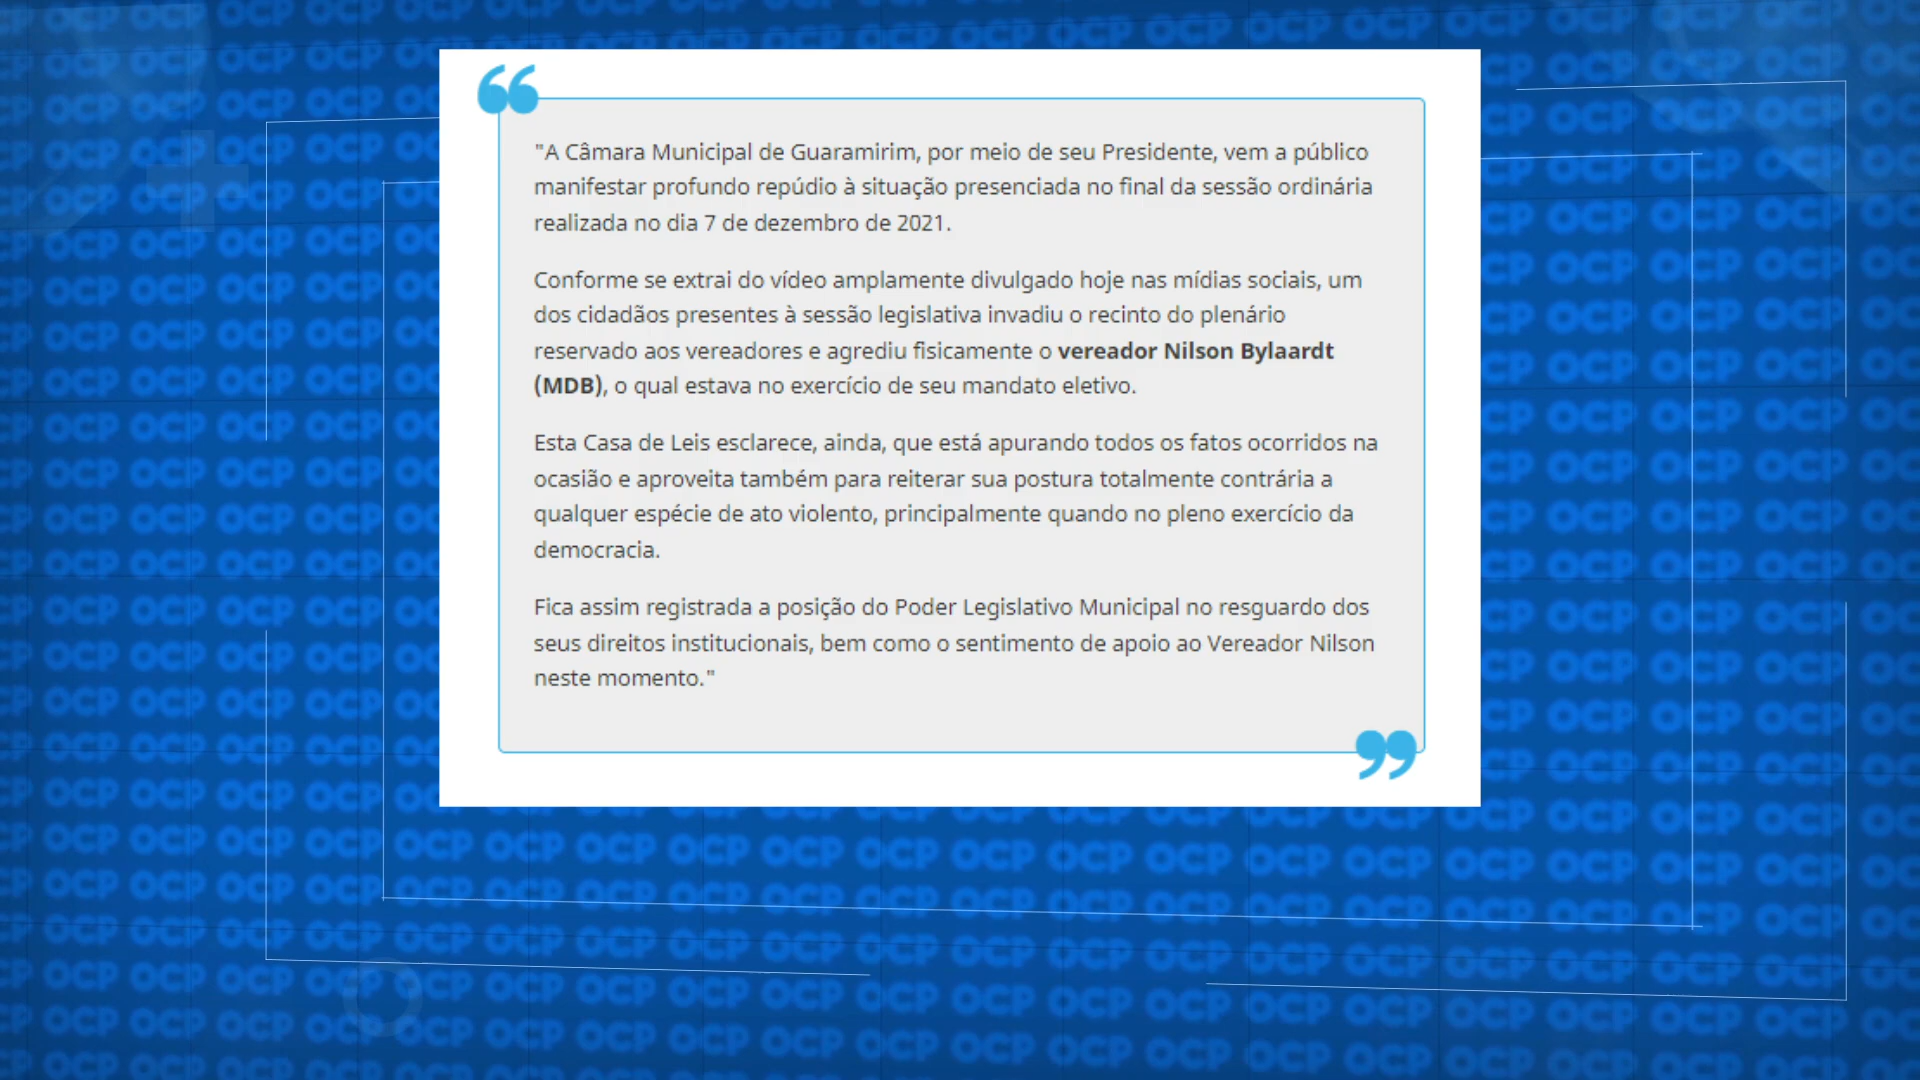 "A Câmara Municipal de Guaramirim, por meio de seu Presidente, vem a público
manifestar profundo repúdio à situação presenciada no final da sessão ordinária
realizada no dia 7 de dezembro de 2021.
Conforme se extrai do vídeo amplamente divulgado hoje nas mídias sociais, um
dos cidadãos presentes à sessão legislativa invadiu o recinto do plenário
reservado aos vereadores e agrediu fisicamente o vereador Nilson Bylaardt
(MDB), o qual estava no exercício de seu mandato eletivo.
Esta Casa de Leis esclarece, ainda, que está apurando todos os fatos ocorridos na
ocasião e aproveita também para reiterar sua postura totalmente contrária a
qualquer espécie de ato violento, principalmente quando no pleno exercício da
democracia.
Fica assim registrada a posição do Poder Legislativo Municipal no resguardo dos
seus direitos institucionais, bem como o sentimento de apoio ao Vereador Nilson
neste momento."
OCP